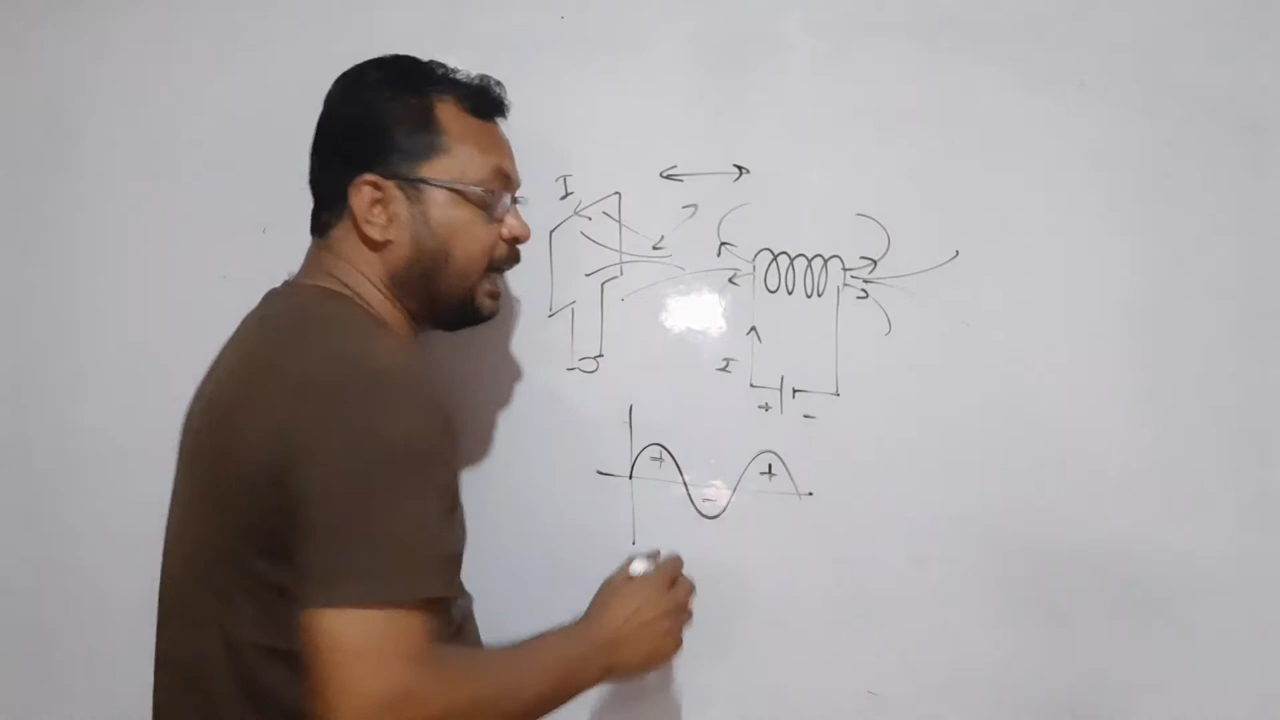 I
I
+ -
+ - +